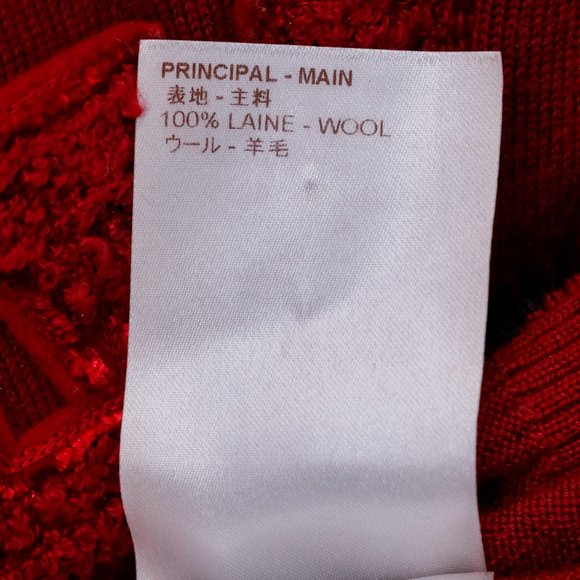 PRINCIPAL - MAIN
表地 - 主料
100% LAINE - WOOL
ウール - 羊毛